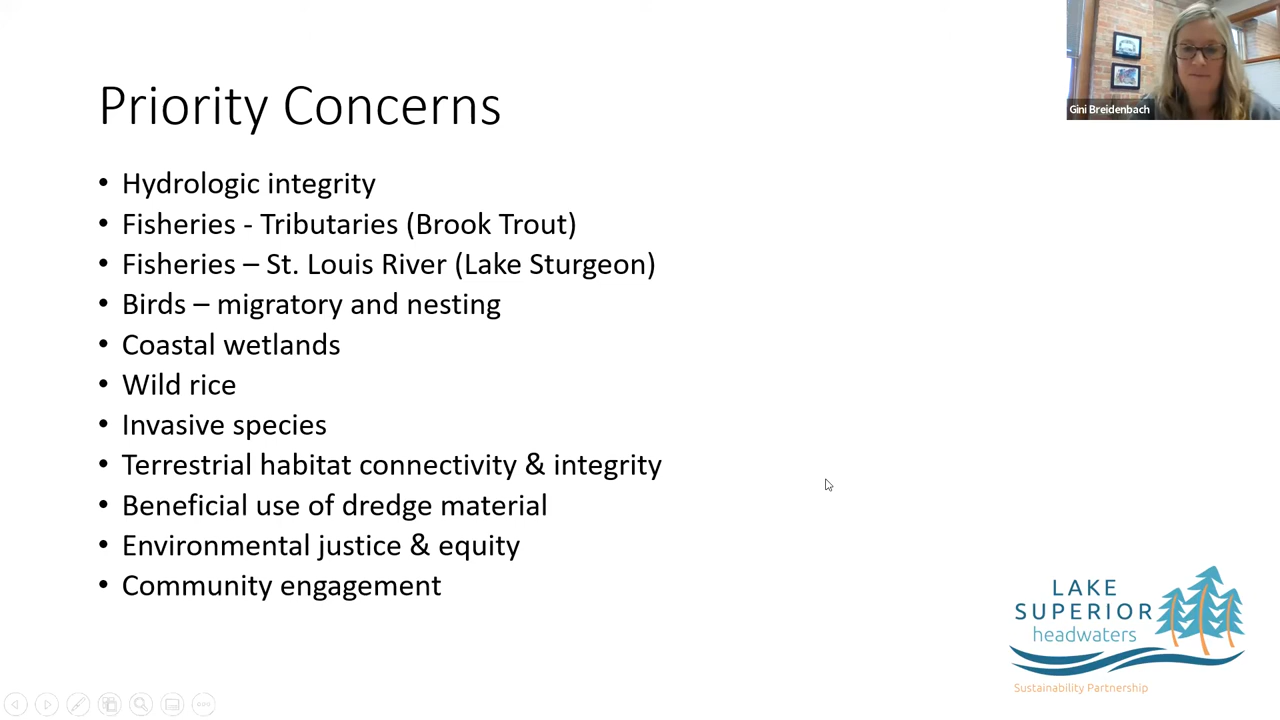 Priority Concerns
• Hydrologic integrity
• Fisheries - Tributaries (Brook Trout)
• Fisheries – St. Louis River (Lake Sturgeon)
• Birds – migratory and nesting
• Coastal wetlands
• Wild rice
• Invasive species
• Terrestrial habitat connectivity & integrity
• Beneficial use of dredge material
• Environmental justice & equity
• Community engagement
Gini Breidenbach
LAKE
SUPERIOR
headwaters
Sustainability Partnership